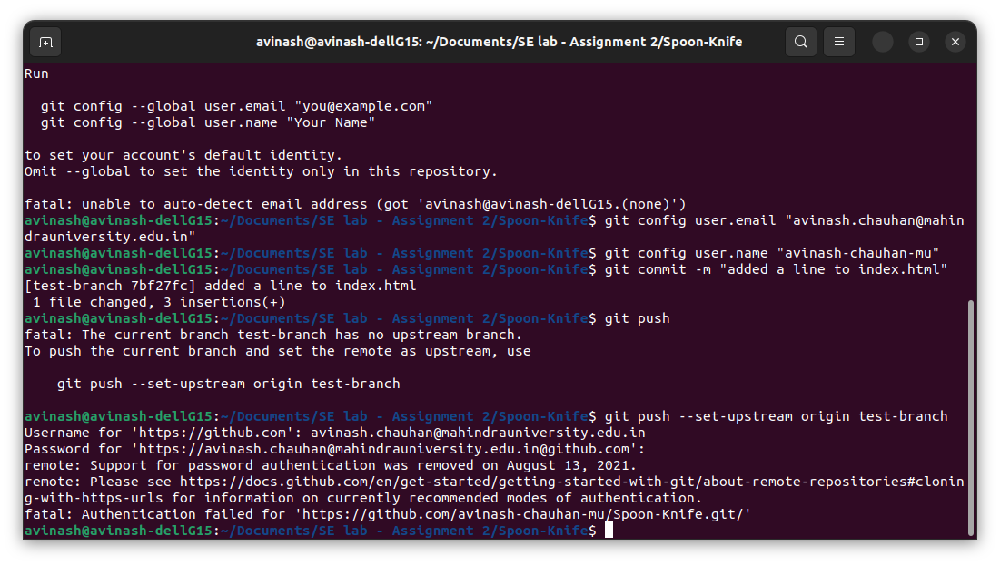 avinash@avinash-dellG15: ~/Documents/SE lab - Assignment 2/Spoon-Knife
Run
git config --global user.email "you@example.com"
git config --global user.name "Your Name"
to set your account's default identity.
Omit --global to set the identity only in this repository.
fatal: unable to auto-detect email address (got 'avinash@avinash-dellG15.(none)')
avinash@avinash-dellG15:~/Documents/SE lab - Assignment 2/Spoon-Knife$ git config user.email "avinash.chauhan@mahin
drauniversity.edu.in"
avinash@avinash-dellG15:~/Documents/SE lab - Assignment 2/Spoon-Knife$ git config user.name "avinash-chauhan-mu"
avinash@avinash-dellG15:~/Documents/SE lab - Assignment 2/Spoon-Knife$ git commit -m "added a line to index.html"
[test-branch 7bf27fc] added a line to index.html
1 file changed, 3 insertions(+)
avinash@avinash-dellG15:~/Documents/SE lab - Assignment 2/Spoon-Knife$ git push
fatal: The current branch test-branch has no upstream branch.
To push the current branch and set the remote as upstream, use
git push --set-upstream origin test-branch
avinash@avinash-dellG15:~/Documents/SE lab - Assignment 2/Spoon-Knife$ git push --set-upstream origin test-branch
Username for 'https://github.com': avinash.chauhan@mahindrauniversity.edu.in
Password for 'https://avinash.chauhan@mahindrauniversity.edu.in@github.com':
remote: Support for password authentication was removed on August 13, 2021.
remote: Please see https://docs.github.com/en/get-started/getting-started-with-git/about-remote-repositories#clonin
g-with-https-urls for information on currently recommended modes of authentication.
fatal: Authentication failed for 'https://github.com/avinash-chauhan-mu/Spoon-Knife.git/'
avinash@avinash-dellG15:~/Documents/SE lab - Assignment 2/Spoon-Knife$